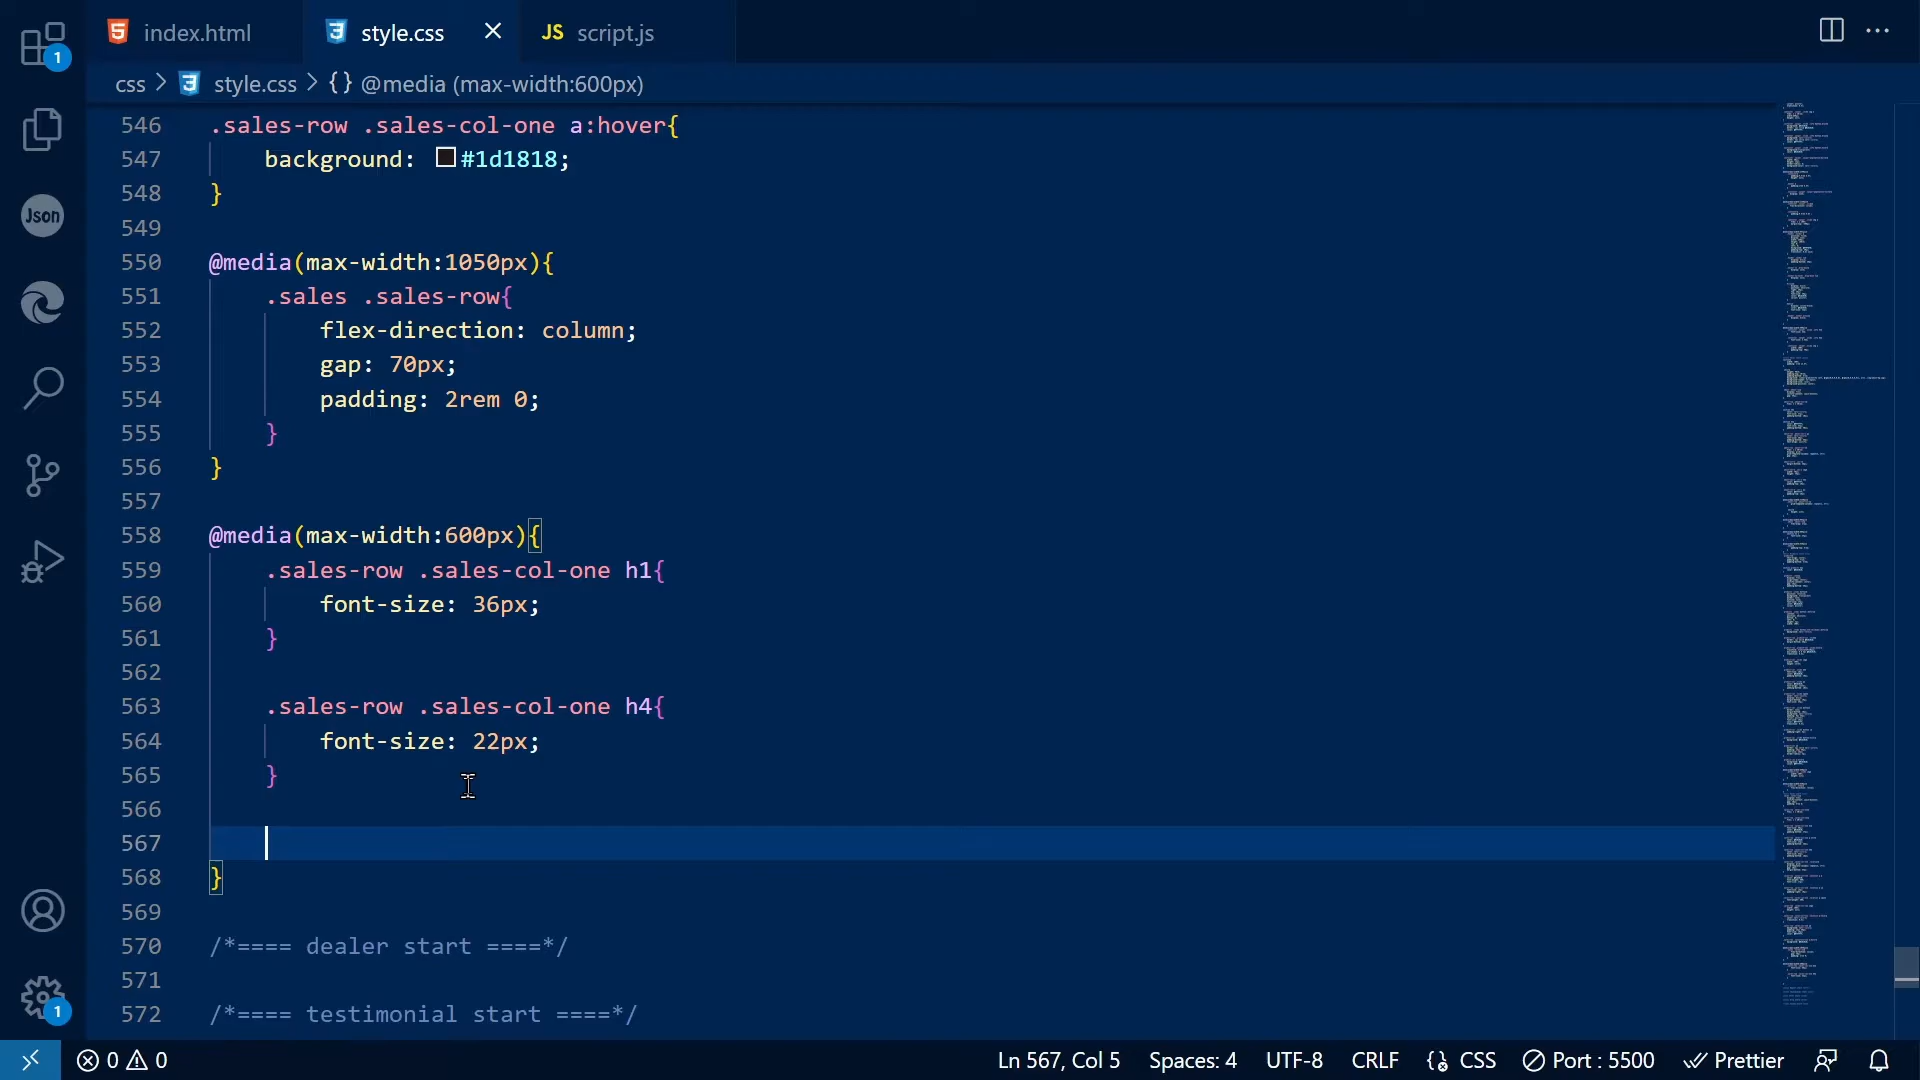 1
index.html
style.css
JS script.js
css > style.css > {} @media (max-width:600px)
Json
546 .sales-row .sales-col-one a:hover{
547 background: #1d1818;
548 }
549
550 @media(max-width:1050px){
551 .sales .sales-row{
552 flex-direction: column;
553 gap: 70px;
554 padding: 2rem 0;
555 }
556 }
557
558 @media(max-width:600px){
559 .sales-row .sales-col-one h1{
560 font-size: 36px;
561 }
562
563 .sales-row .sales-col-one h4{
564 font-size: 22px;
565 }
566
567
568 }
569
570 /*==== dealer start ====*/
571
572 /*==== testimonial start ====*/
1
0 0 Ln 567, Col 5 Spaces: 4 UTF-8 CRLF {} CSS Port : 5500 Prettier